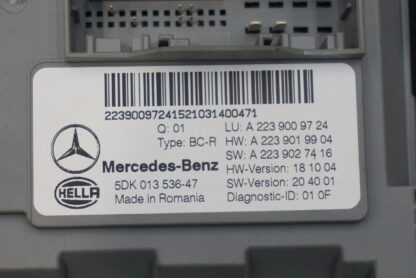 22390097241521031400471
Q: 01
LU: A 223 900 97 24
Type: BC-R
HW: A 223 901 99 04
SW: A 223 902 74 16
Mercedes-Benz
HW-Version: 18 10 04
HELLA
5DK 013 536-47
SW-Version: 20 40 01
Made in Romania
Diagnostic-ID: 01 0F